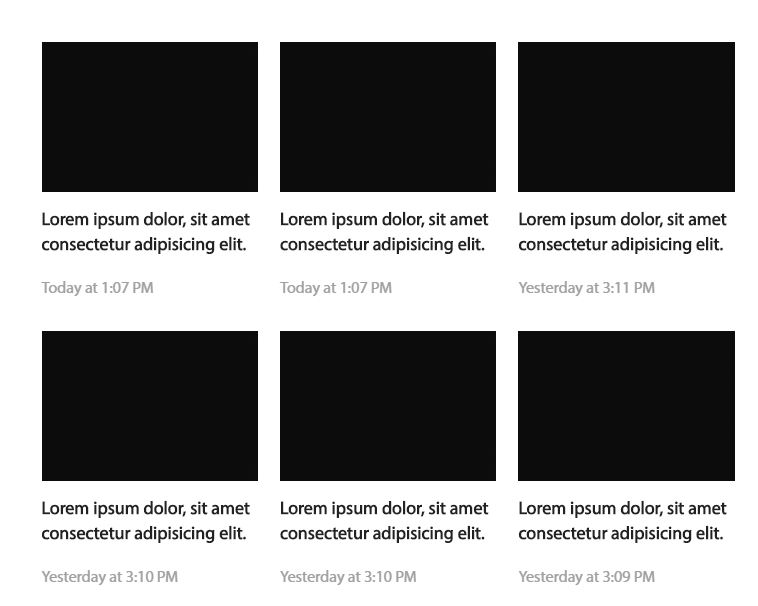 Lorem ipsum dolor, sit amet
consectetur adipisicing elit.
Today at 1:07 PM
Lorem ipsum dolor, sit amet
consectetur adipisicing elit.
Today at 1:07 PM
Lorem ipsum dolor, sit amet
consectetur adipisicing elit.
Yesterday at 3:11 PM
Lorem ipsum dolor, sit amet
consectetur adipisicing elit.
Yesterday at 3:10 PM
Lorem ipsum dolor, sit amet
consectetur adipisicing elit.
Yesterday at 3:10 PM
Lorem ipsum dolor, sit amet
consectetur adipisicing elit.
Yesterday at 3:09 PM